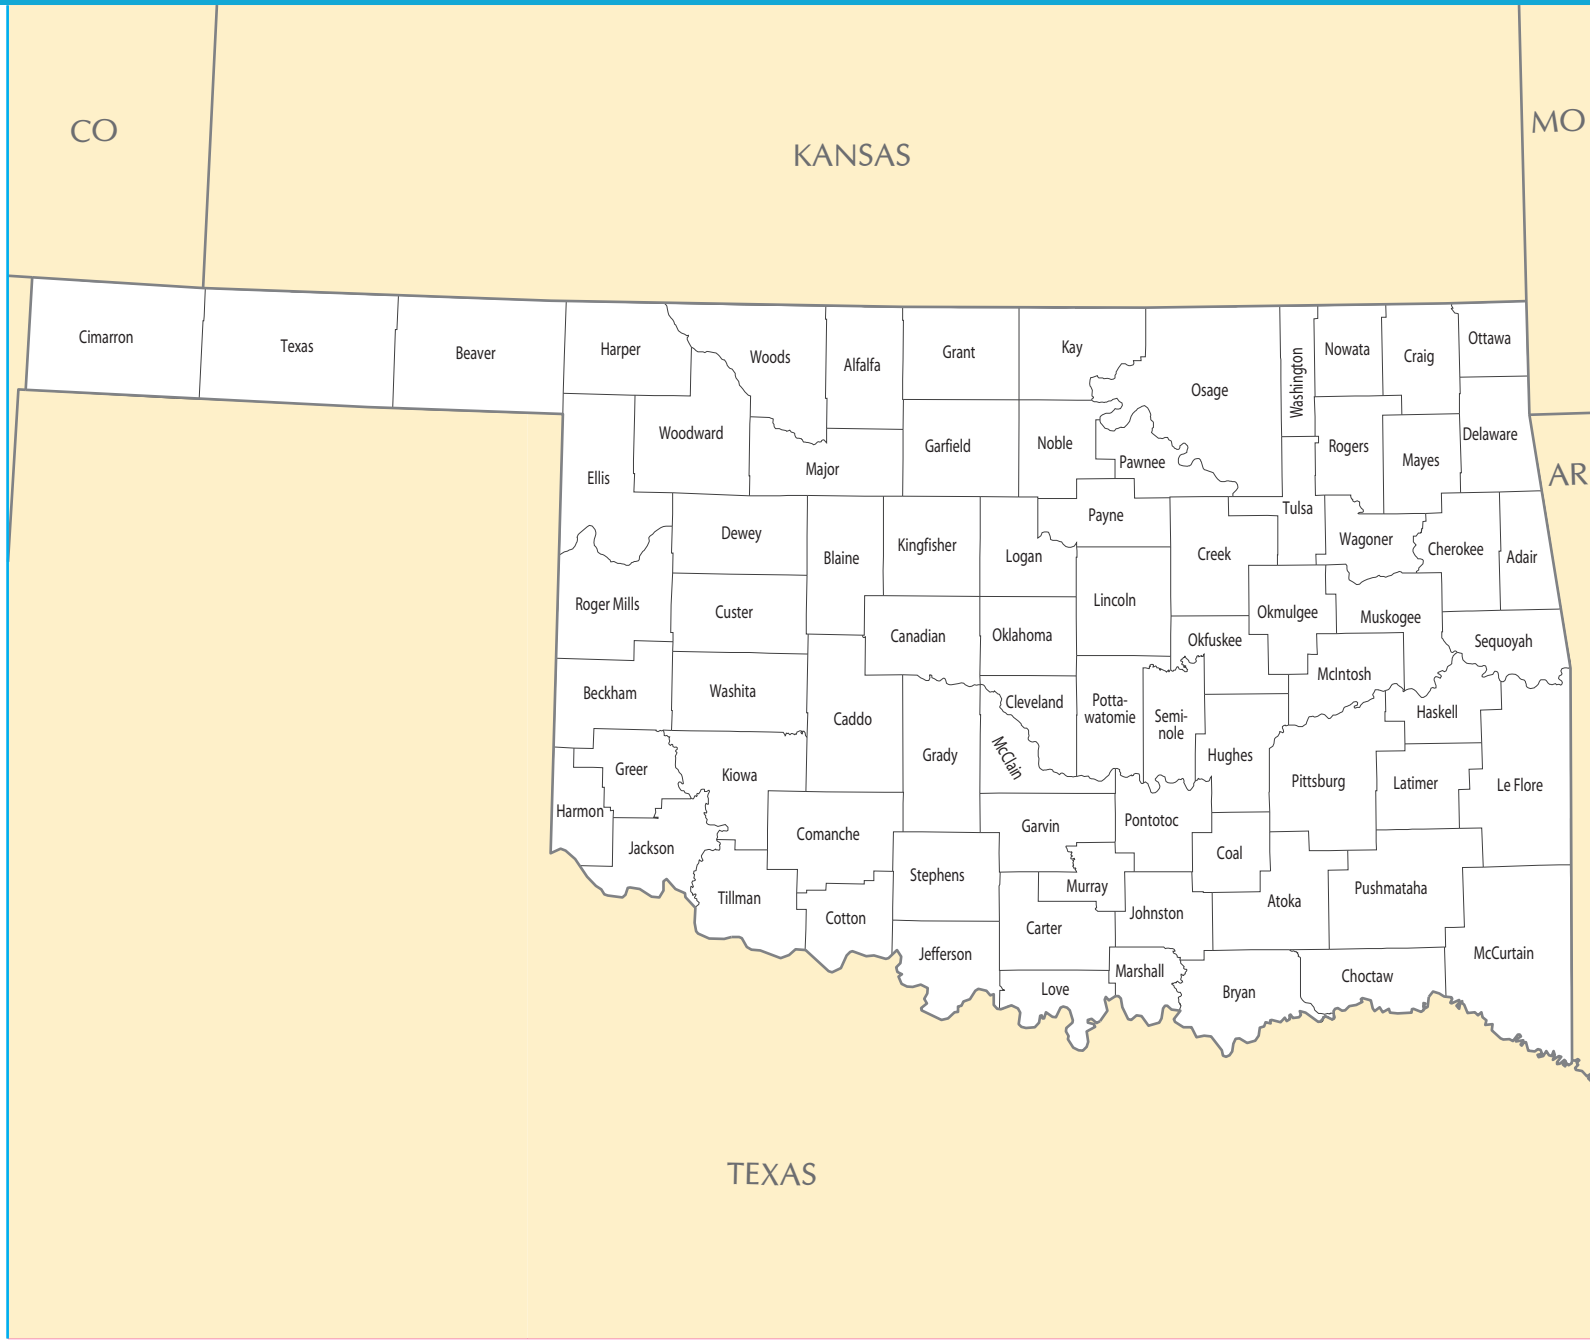 CO
KANSAS
MO
Cimarron
Texas
Beaver
Harper
Woods
Alfalfa
Grant
Kay
Osage
Washington
Nowata
Craig
Ottawa
Ellis
Woodward
Major
Garfield
Noble
Pawnee
Rogers
Mayes
Delaware
AR
Dewey
Blaine
Kingfisher
Logan
Payne
Creek
Tulsa
Wagoner
Cherokee
Adair
Roger Mills
Custer
Canadian
Oklahoma
Lincoln
Okfuskee
Okmulgee
Muskogee
Sequoyah
Beckham
Washita
Caddo
Grady
McClain
Cleveland
Potta-
watomie
Semi-
nole
Hughes
McIntosh
Haskell
Pittsburg
Latimer
Le Flore
Greer
Kiowa
Harmon
Jackson
Comanche
Garvin
Pontotoc
Coal
Tillman
Cotton
Stephens
Murray
Carter
Johnston
Atoka
Pushmataha
Jefferson
Love
Marshall
Bryan
Choctaw
McCurtain
TEXAS